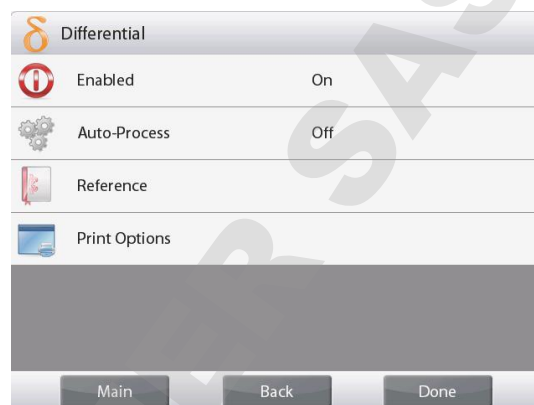 δ Differential
Enabled On
Auto-Process Off
Reference
Print Options
Main Back Done